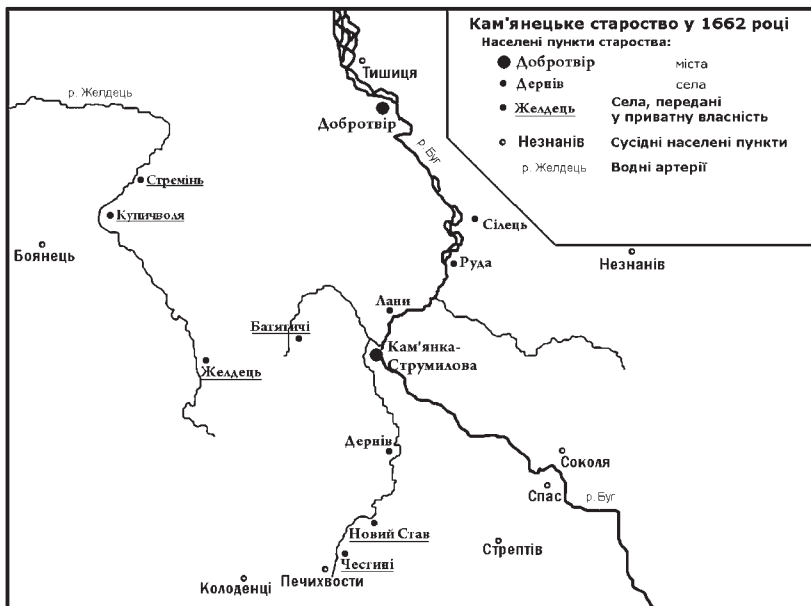 Кам'янецьке староство у 1662 році
Населені пункти староства:
Добротвір міста
Дернів села
Желдець Села, передані
у приватну власність
Незнанів Сусідні населені пункти
р. Желдець Водні артерії
Тишиця
р. Желдець
Добротвір
р. Буг
Стремінь
Купичволя
Сілець
Боянець
Руда
Незнанів
Лани
Батятичі
Кам'янка-
Струмилова
Желдець
Дернів
Соколя
Спас
р. Буг
Новий Став
Стрептів
Честині
Печихвости
Колоденці